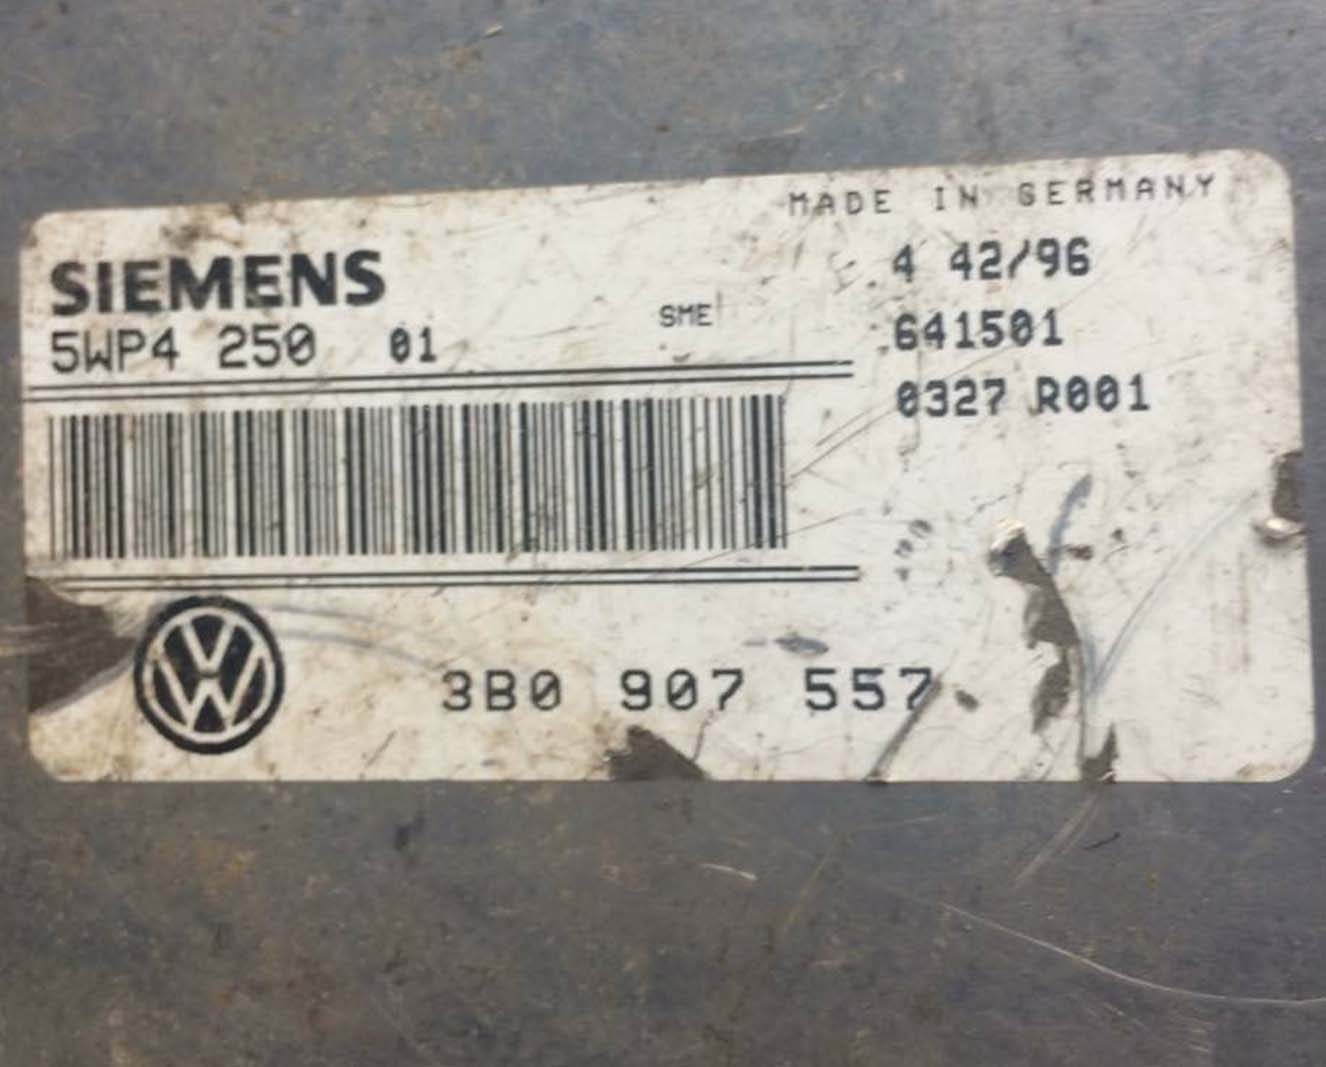 MADE IN GERMANY
SIEMENS
4 42/96
5WP4 250 01
SME
641501
0327 R001
VW
3B0 907 557